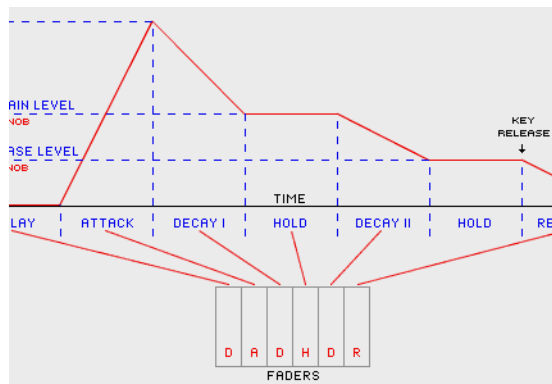 AIN LEVEL
NOB
KEY
RELEASE
ASE LEVEL
NOB
TIME
LAY ATTACK DECAY I HOLD DECAY II HOLD RE
D A D H D R
FADERS